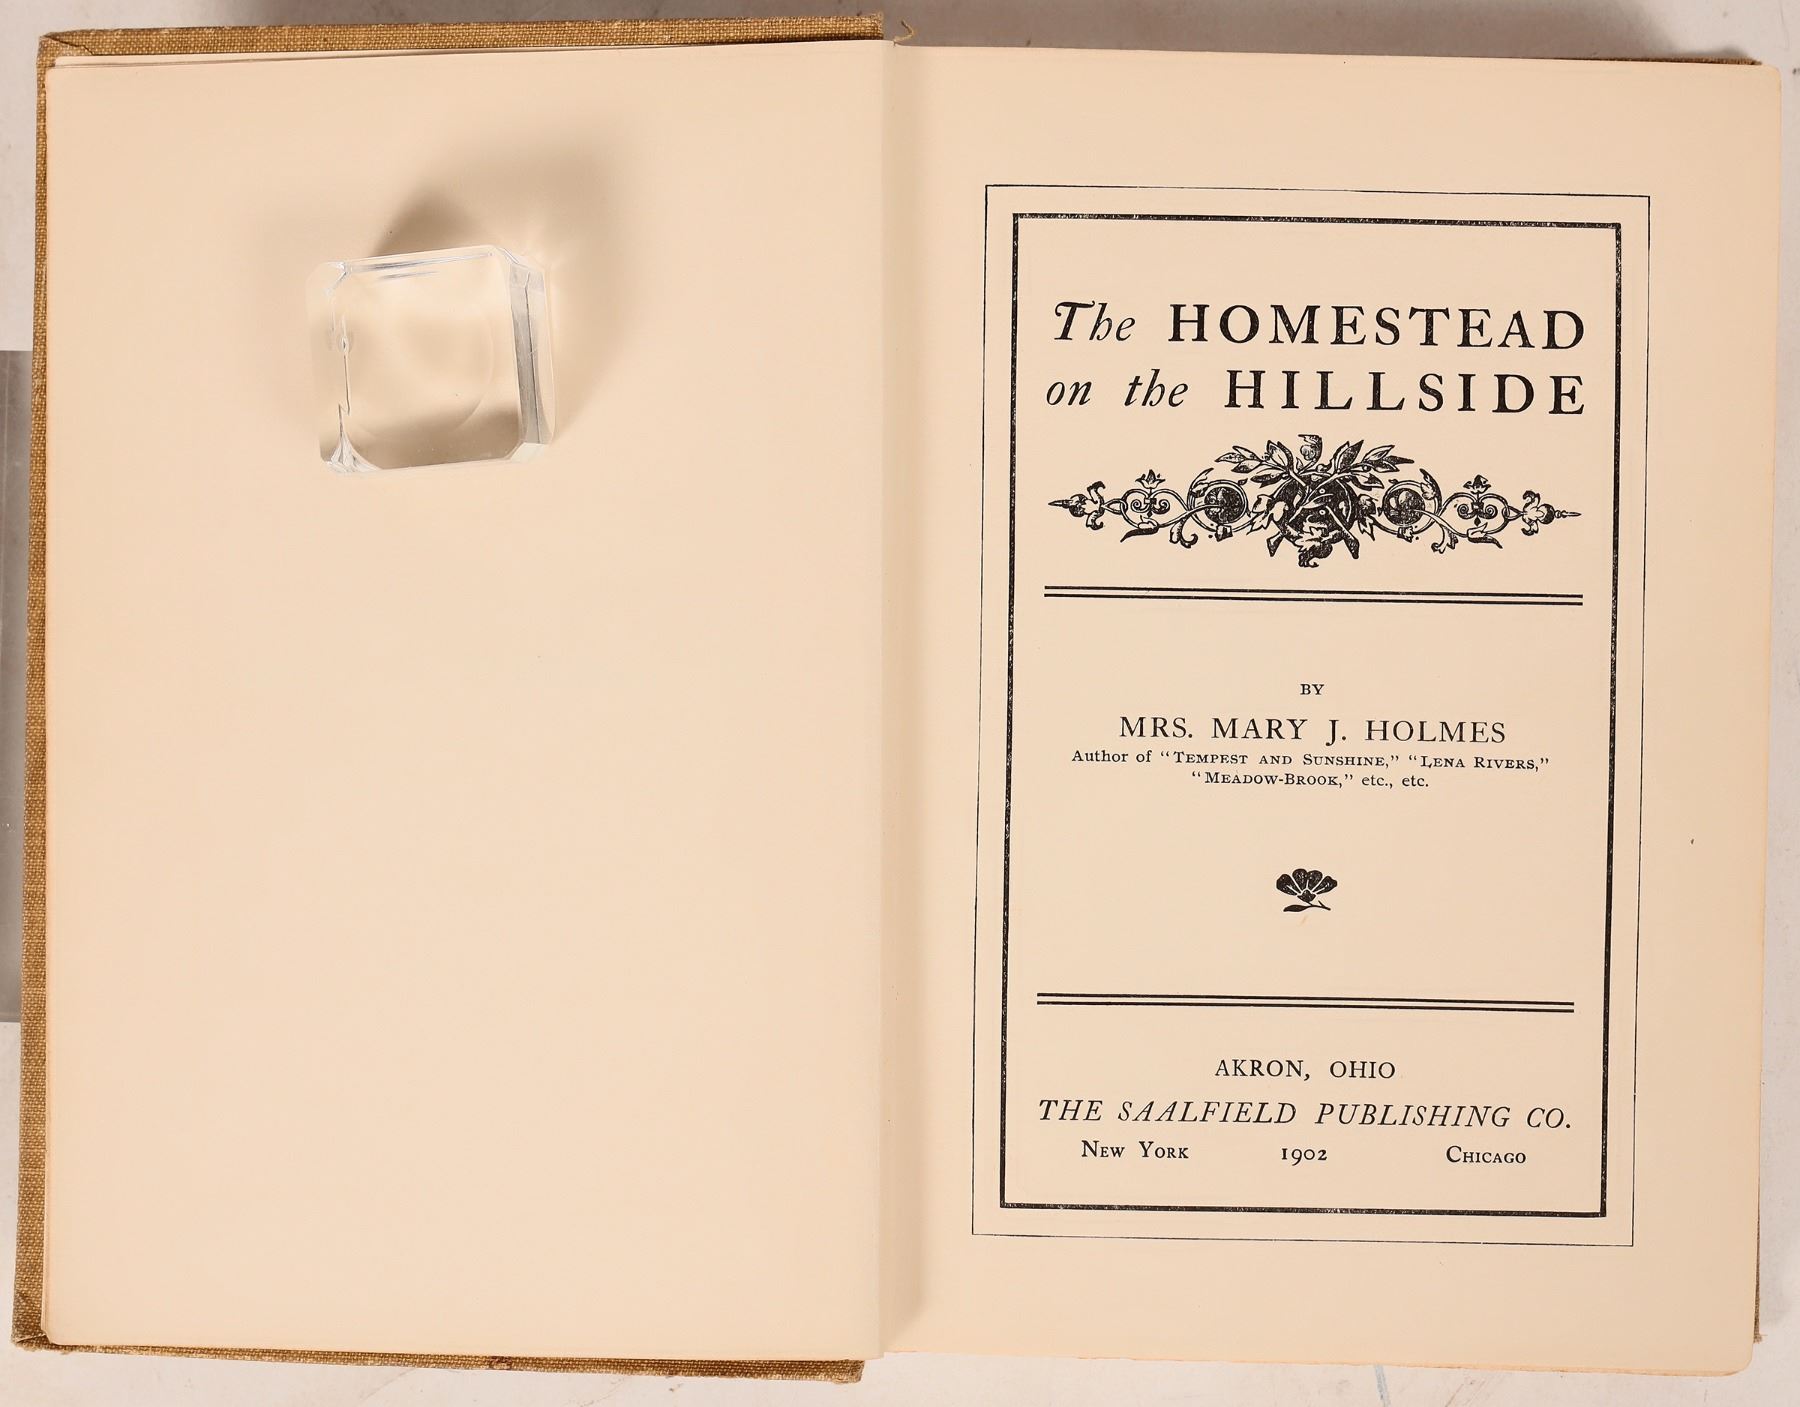 The HOMESTEAD
on the HILLSIDE
BY
MRS. MARY J. HOLMES
Author of "TEMPEST AND SUNSHINE," "LENA RIVERS,"
"MEADOW-BROOK," etc., etc.
AKRON, OHIO
THE SAALFIELD PUBLISHING CO.
NEW YORK 1902 CHICAGO